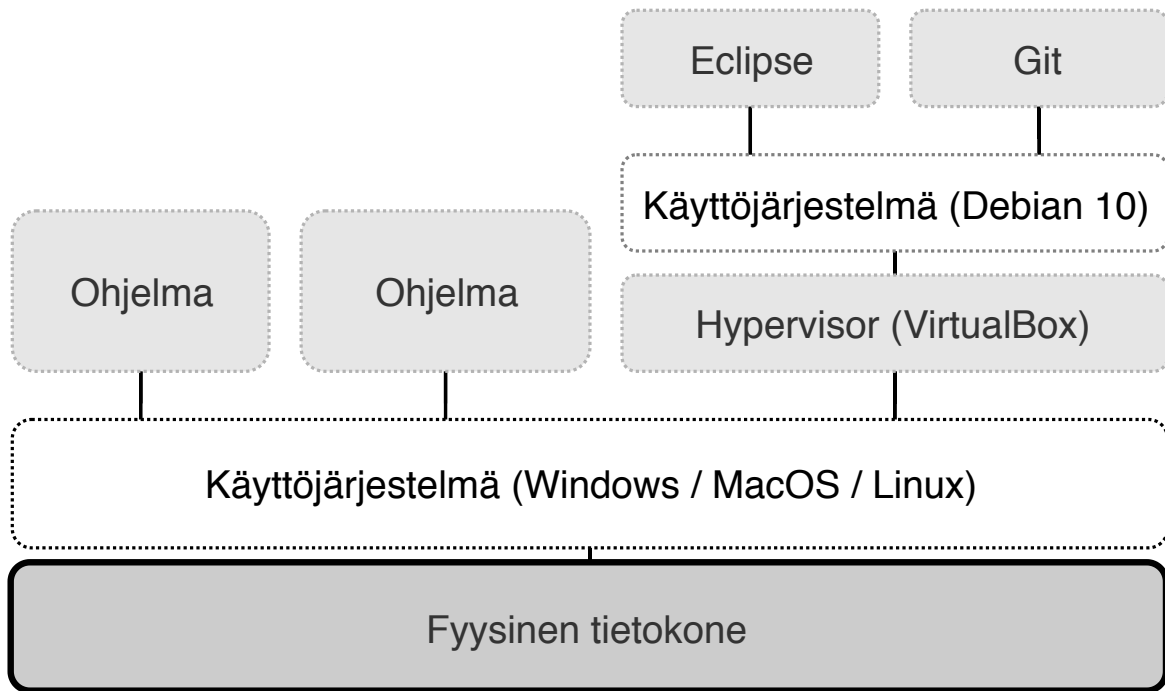 Eclipse
Git
Käyttöjärjestelmä (Debian 10)
Ohjelma
Ohjelma
Hypervisor (VirtualBox)
Käyttöjärjestelmä (Windows / MacOS / Linux)
Fyysinen tietokone